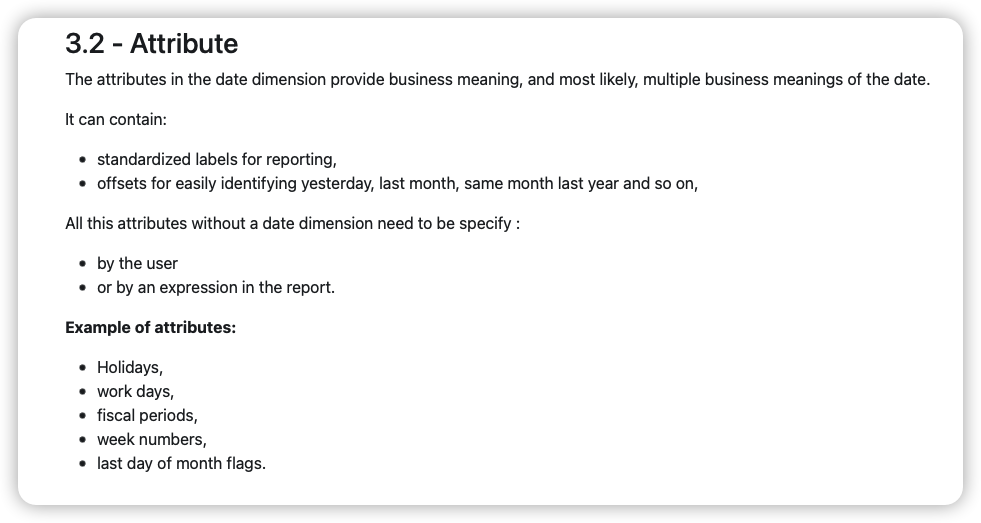 3.2 - Attribute
The attributes in the date dimension provide business meaning, and most likely, multiple business meanings of the date.
It can contain:
• standardized labels for reporting,
• offsets for easily identifying yesterday, last month, same month last year and so on,
All this attributes without a date dimension need to be specify :
• by the user
• or by an expression in the report.
Example of attributes:
• Holidays,
• work days,
• fiscal periods,
• week numbers,
• last day of month flags.